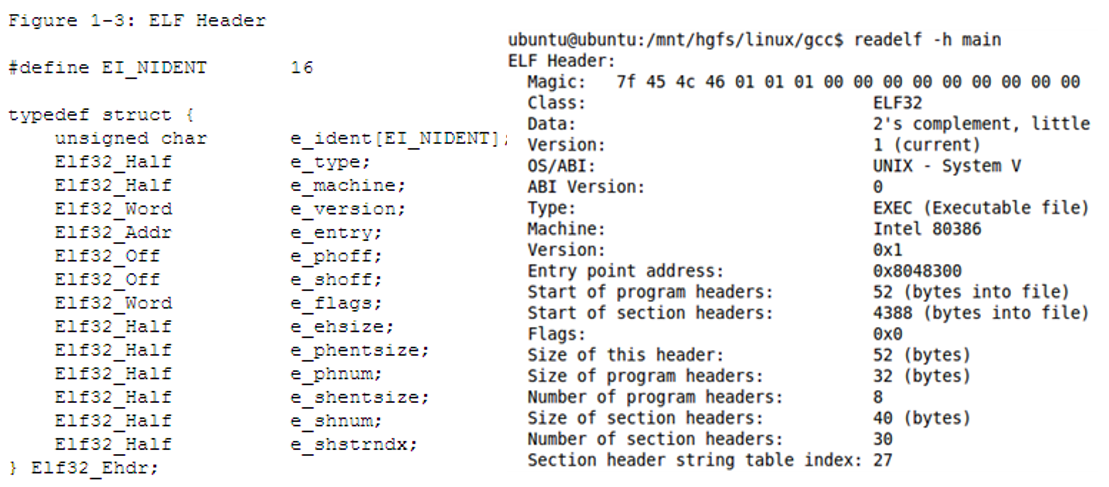 Figure 1-3: ELF Header
#define EI_NIDENT 16
typedef struct {
unsigned char e_ident[EI_NIDENT];
Elf32_Half e_type;
Elf32_Half e_machine;
Elf32_Word e_version;
Elf32_Addr e_entry;
Elf32_Off e_phoff;
Elf32_Off e_shoff;
Elf32_Word e_flags;
Elf32_Half e_ehsize;
Elf32_Half e_phentsize;
Elf32_Half e_phnum;
Elf32_Half e_shentsize;
Elf32_Half e_shnum;
Elf32_Half e_shstrndx;
} Elf32_Ehdr;
ubuntu@ubuntu:/mnt/hgfs/linux/gcc$ readelf -h main
ELF Header:
Magic: 7f 45 4c 46 01 01 01 00 00 00 00 00 00 00 00 00
Class: ELF32
Data: 2's complement, little
Version: 1 (current)
OS/ABI: UNIX - System V
ABI Version: 0
Type: EXEC (Executable file)
Machine: Intel 80386
Version: 0x1
Entry point address: 0x8048300
Start of program headers: 52 (bytes into file)
Start of section headers: 4388 (bytes into file)
Flags: 0x0
Size of this header: 52 (bytes)
Size of program headers: 32 (bytes)
Number of program headers: 8
Size of section headers: 40 (bytes)
Number of section headers: 30
Section header string table index: 27